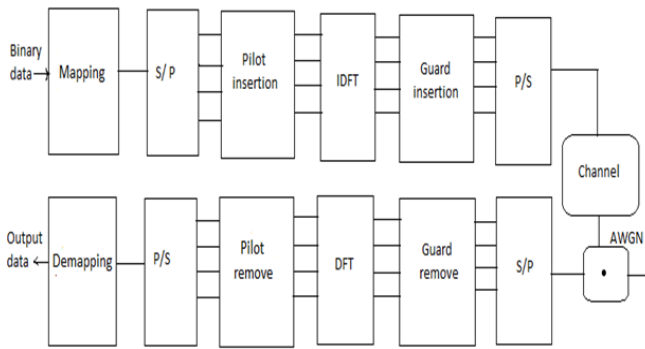 Binary
data
Mapping
S/ P
Pilot
insertion
IDFT
Guard
insertion
P/S
Channel
Output
data
Demapping
P/S
Pilot
remove
DFT
Guard
remove
S/P
AWGN